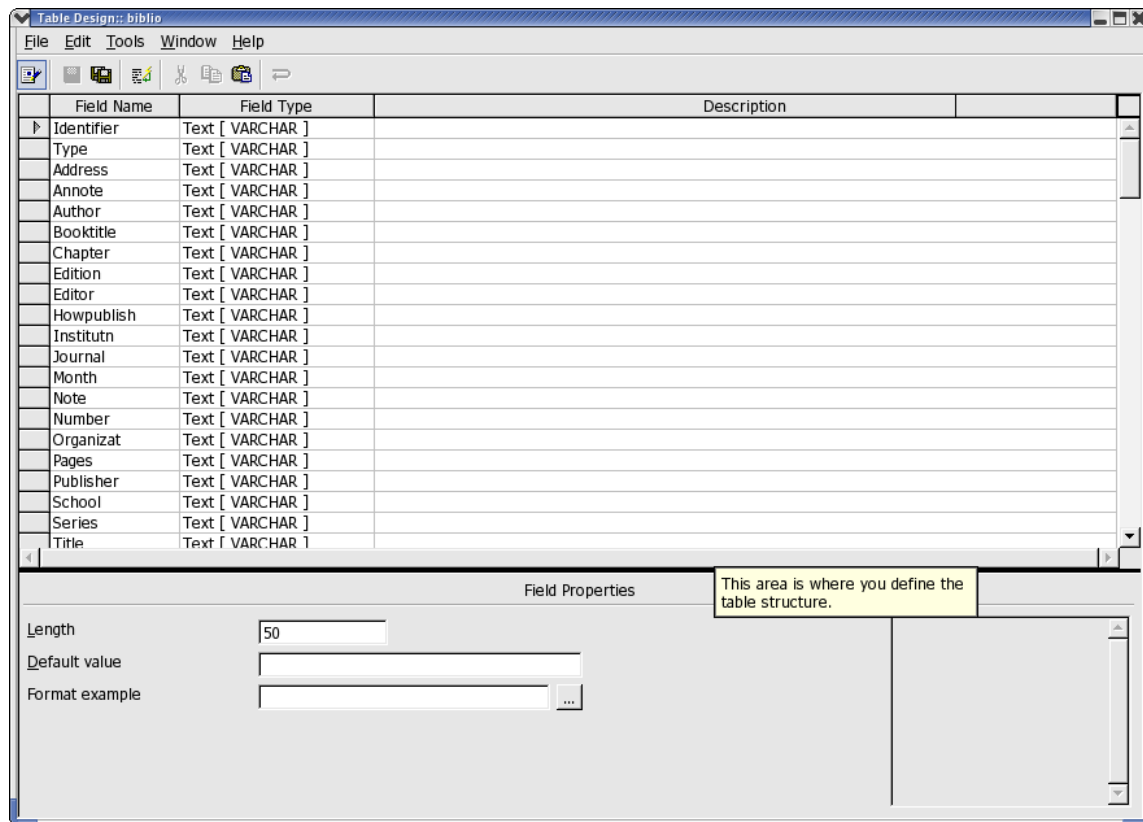 Table Design:: biblio
File Edit Tools Window Help
Field Name Field Type Description
Identifier Text [ VARCHAR ]
Type Text [ VARCHAR ]
Address Text [ VARCHAR ]
Annote Text [ VARCHAR ]
Author Text [ VARCHAR ]
Booktitle Text [ VARCHAR ]
Chapter Text [ VARCHAR ]
Edition Text [ VARCHAR ]
Editor Text [ VARCHAR ]
Howpublish Text [ VARCHAR ]
Institutn Text [ VARCHAR ]
Journal Text [ VARCHAR ]
Month Text [ VARCHAR ]
Note Text [ VARCHAR ]
Number Text [ VARCHAR ]
Organizat Text [ VARCHAR ]
Pages Text [ VARCHAR ]
Publisher Text [ VARCHAR ]
School Text [ VARCHAR ]
Series Text [ VARCHAR ]
Title Text [ VARCHAR ]
Field Properties
This area is where you define the
table structure.
Length 50
Default value
Format example ...